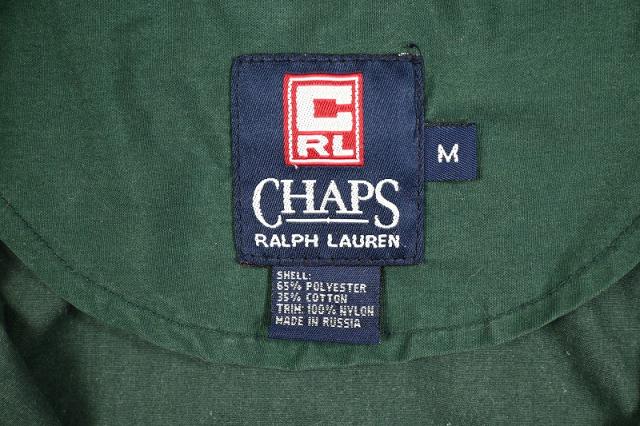 C
RL
CHAPS
RALPH LAUREN
M
SHELL:
65% POLYESTER
35% COTTON
TRIM: 100% NYLON
MADE IN RUSSIA